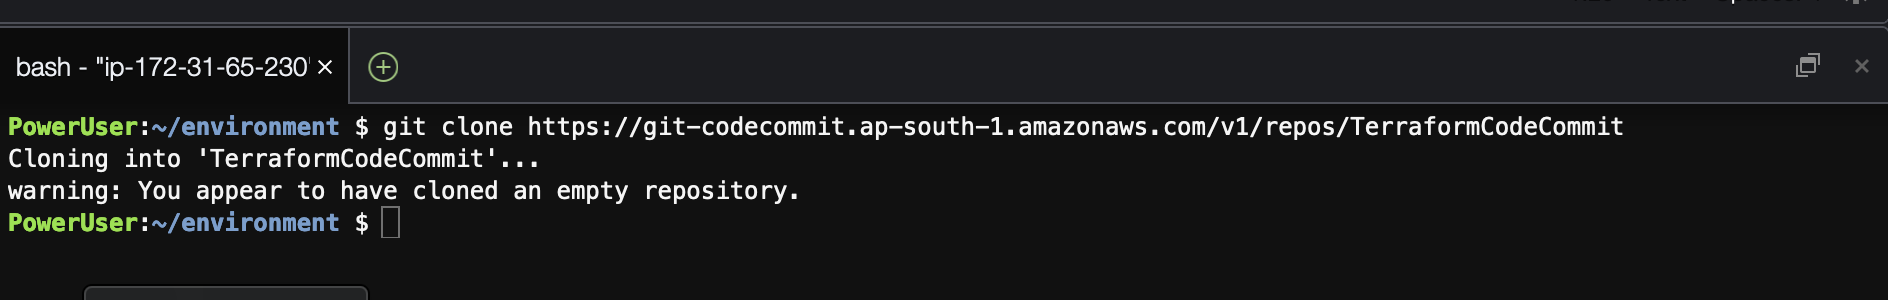 bash - "ip-172-31-65-230'
PowerUser:~/environment $ git clone https://git-codecommit.ap-south-1.amazonaws.com/v1/repos/TerraformCodeCommit
Cloning into 'TerraformCodeCommit'...
warning: You appear to have cloned an empty repository.
PowerUser:~/environment $